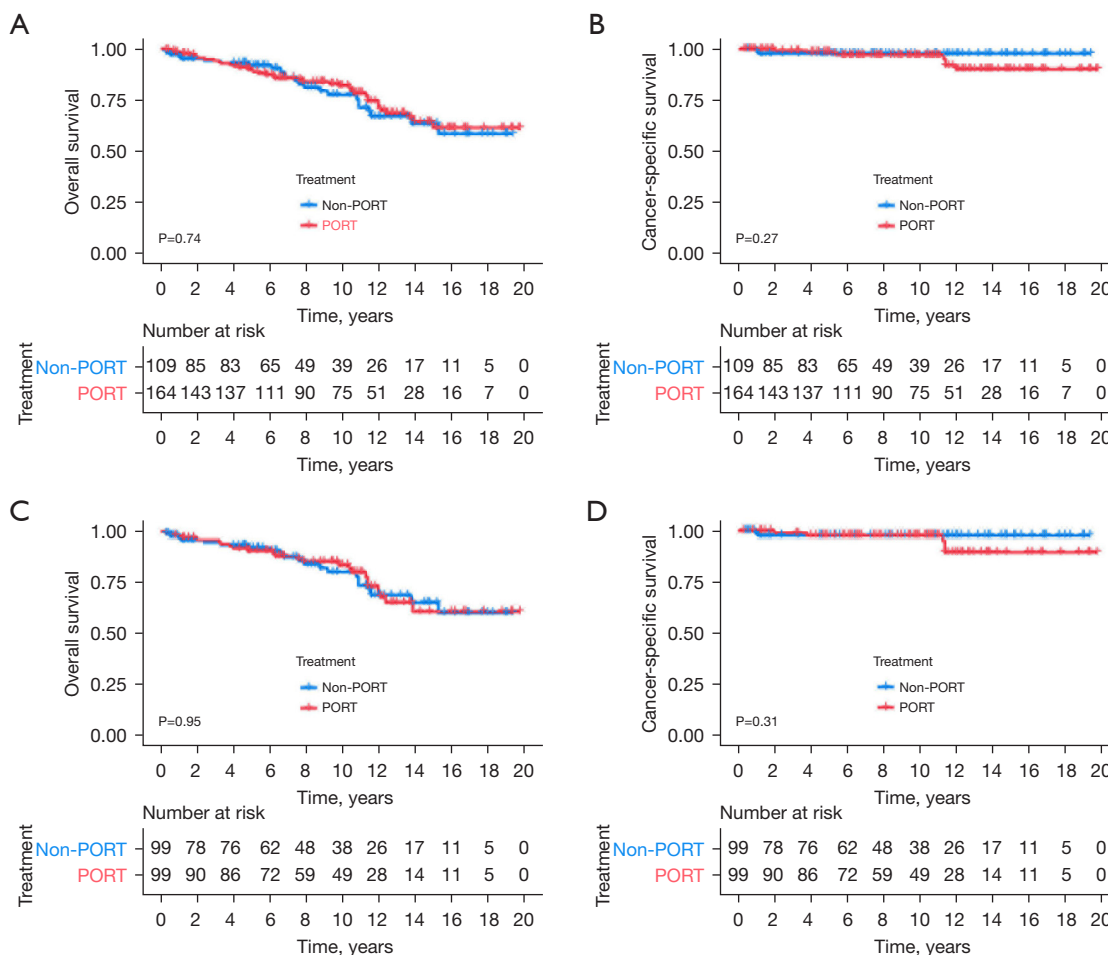 A
1.00
0.75
0.50
0.25
0.00
Overall survival
Treatment
Non-PORT
PORT
P=0.74
0 2 4 6 8 10 12 14 16 18 20
Time, years
Number at risk
Treatment
Non-PORT 109 85 83 65 49 39 26 17 11 5 0
PORT 164 143 137 111 90 75 51 28 16 7 0
0 2 4 6 8 10 12 14 16 18 20
Time, years
B
1.00
0.75
0.50
0.25
0.00
Cancer-specific survival
Treatment
Non-PORT
PORT
P=0.27
0 2 4 6 8 10 12 14 16 18 20
Time, years
Number at risk
Treatment
Non-PORT 109 85 83 65 49 39 26 17 11 5 0
PORT 164 143 137 111 90 75 51 28 16 7 0
0 2 4 6 8 10 12 14 16 18 20
Time, years
C
1.00
0.75
0.50
0.25
0.00
Overall survival
Treatment
Non-PORT
PORT
P=0.95
0 2 4 6 8 10 12 14 16 18 20
Time, years
Number at risk
Treatment
Non-PORT 99 78 76 62 48 38 26 17 11 5 0
PORT 99 90 86 72 59 49 28 14 11 5 0
0 2 4 6 8 10 12 14 16 18 20
Time, years
D
1.00
0.75
0.50
0.25
0.00
Cancer-specific survival
Treatment
Non-PORT
PORT
P=0.31
0 2 4 6 8 10 12 14 16 18 20
Time, years
Number at risk
Treatment
Non-PORT 99 78 76 62 48 38 26 17 11 5 0
PORT 99 90 86 72 59 49 28 14 11 5 0
0 2 4 6 8 10 12 14 16 18 20
Time, years